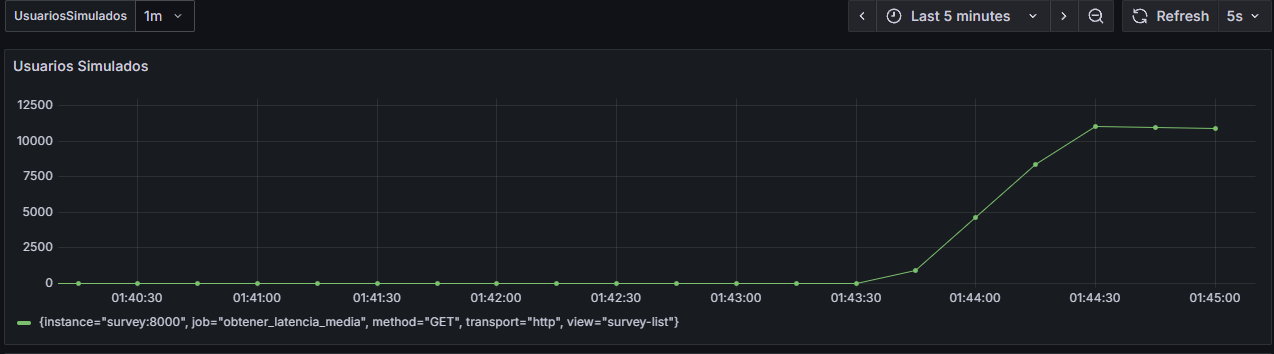 UsuariosSimulados 1m Last 5 minutes Refresh 5s
Usuarios Simulados
12500
10000
7500
5000
2500
0
01:40:30 01:41:00 01:41:30 01:42:00 01:42:30 01:43:00 01:43:30 01:44:00 01:44:30 01:45:00
{instance="survey:8000", job="obtener_latencia_media", method="GET", transport="http", view="survey-list"}